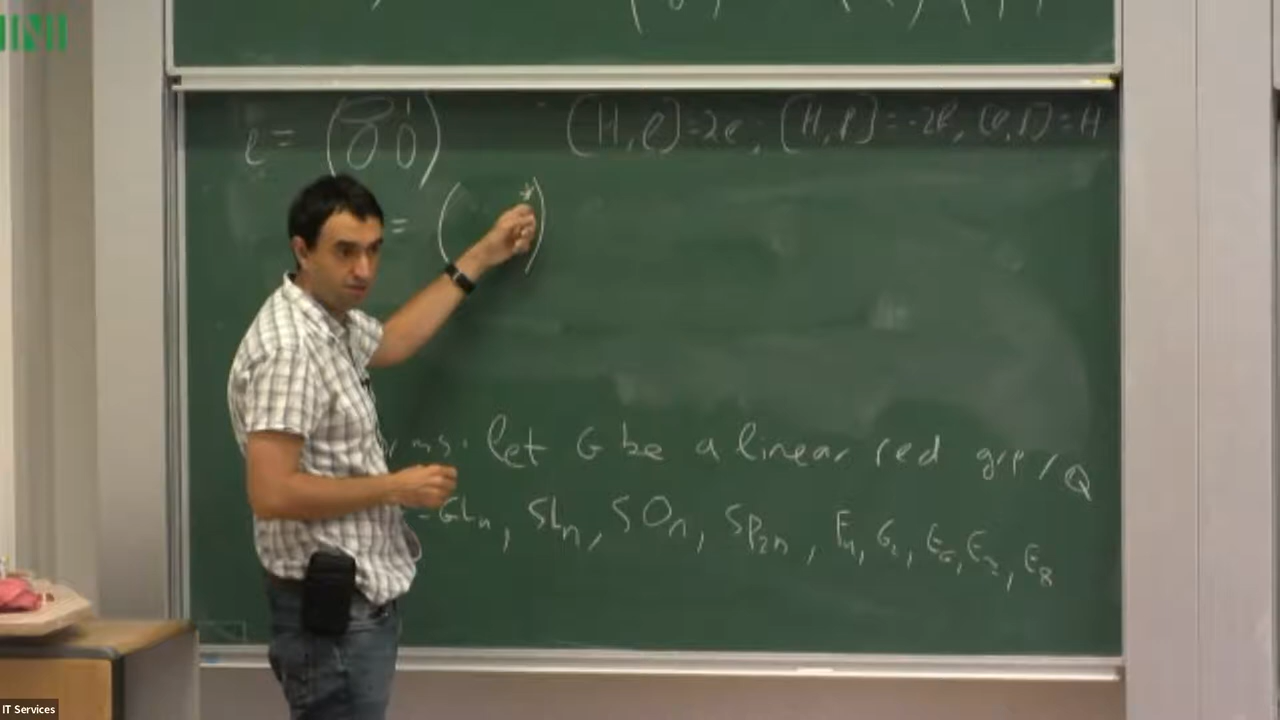 e = ( 0 1 0 0 )
[H,e]=2e, [H,f]=-2f, [e,f]=H
= ( * )
ms. let G be a linear red grp / Q
=GLn, SLn, SOn, Sp2n, F4, G2, E6, E7, E8
IT Services